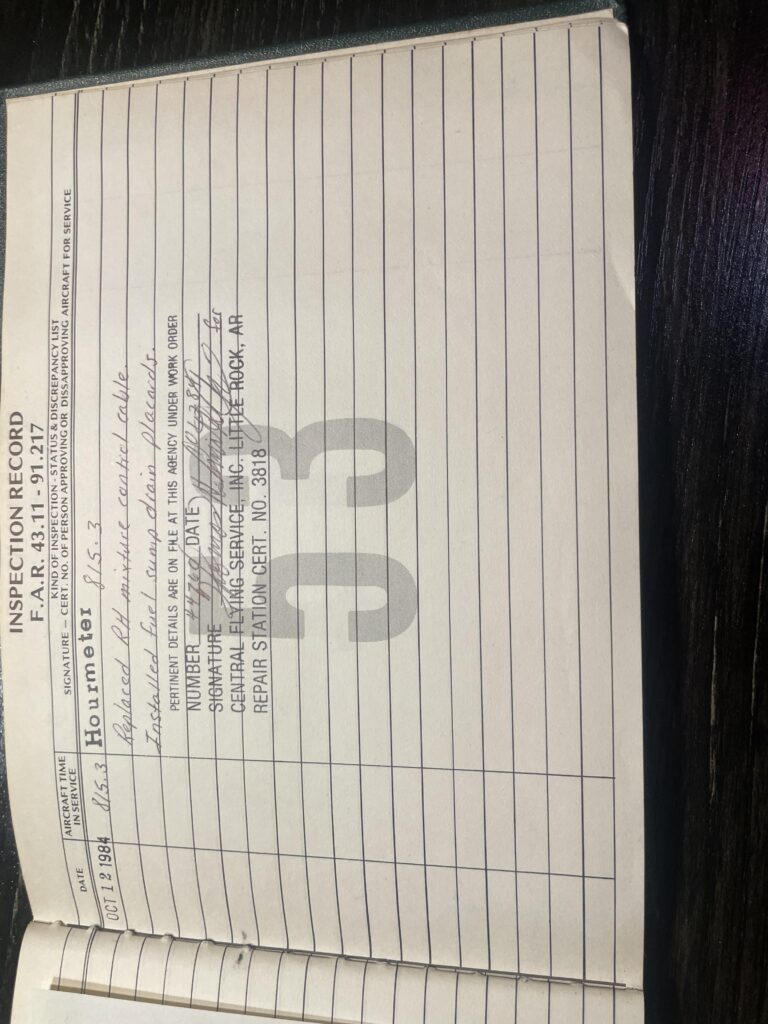 INSPECTION RECORD
F.A.R. 43.11 - 91.217
DATE
AIRCRAFT TIME
IN SERVICE
KIND OF INSPECTION - STATUS & DISCREPANCY LIST
SIGNATURE — CERT. NO. OF PERSON APPROVING OR DISSAPPROVING AIRCRAFT FOR SERVICE
Hourmeter 815.3
OCT 12 1984 815.3 Replaced RH mixture control cable
Installed fuel sump drain placards.
PERTINENT DETAILS ARE ON FILE AT THIS AGENCY UNDER WORK ORDER
NUMBER DATE
SIGNATURE for
CENTRAL FLYING SERVICE, INC. LITTLE ROCK, AR
REPAIR STATION CERT. NO. 3818
53